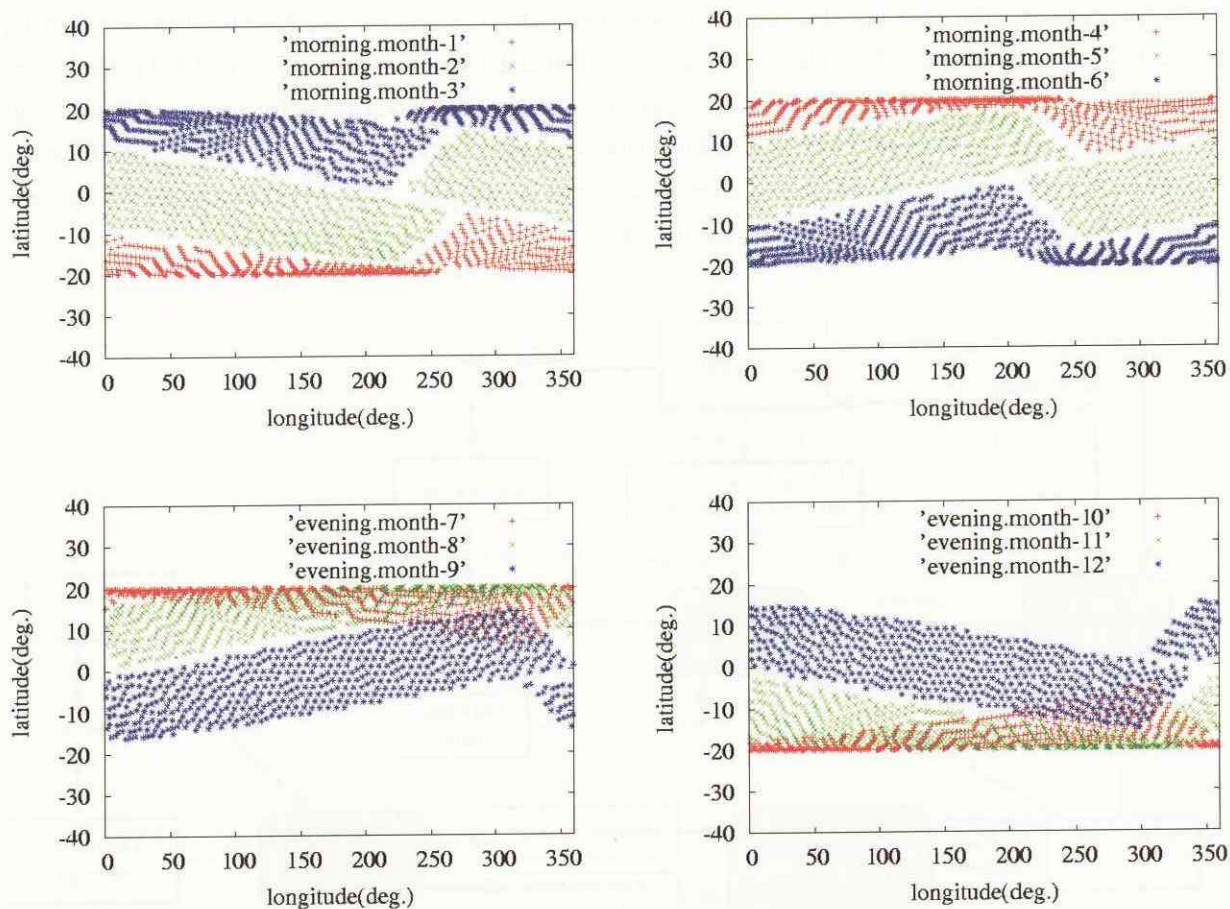 40
30
20
10
0
-10
-20
-30
-40
latitude(deg.)
'morning.month-1'
'morning.month-2'
'morning.month-3'
0 50 100 150 200 250 300 350
longitude(deg.)
40
30
20
10
0
-10
-20
-30
-40
latitude(deg.)
'morning.month-4'
'morning.month-5'
'morning.month-6'
0 50 100 150 200 250 300 350
longitude(deg.)
40
30
20
10
0
-10
-20
-30
-40
latitude(deg.)
'evening.month-7'
'evening.month-8'
'evening.month-9'
0 50 100 150 200 250 300 350
longitude(deg.)
40
30
20
10
0
-10
-20
-30
-40
latitude(deg.)
'evening.month-10'
'evening.month-11'
'evening.month-12'
0 50 100 150 200 250 300 350
longitude(deg.)